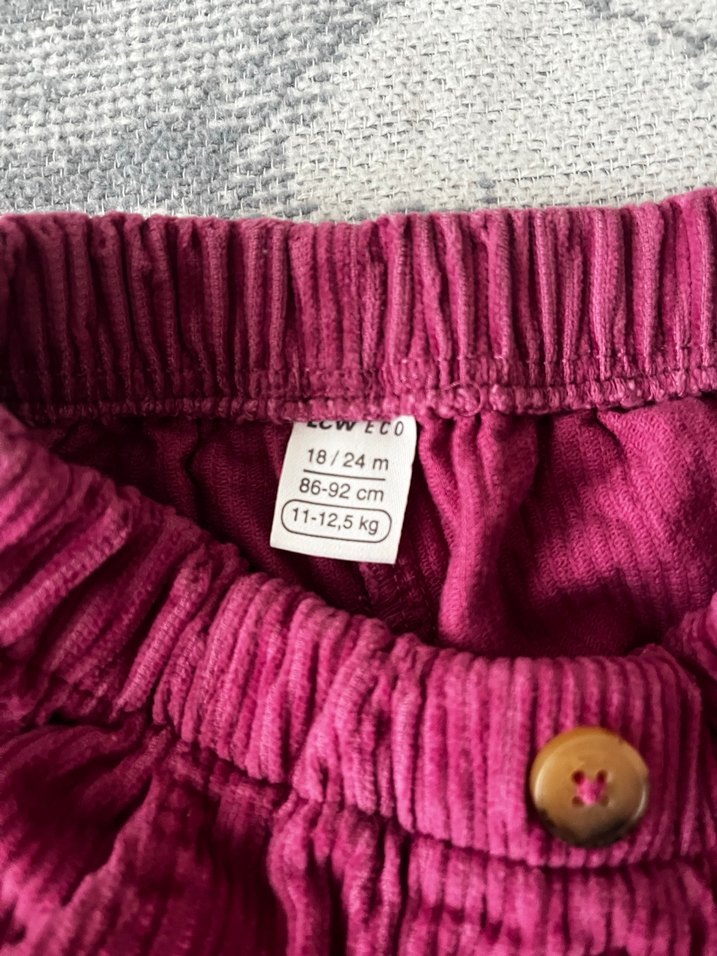 LCW ECO
18 / 24 m
86-92 cm
11-12,5 kg